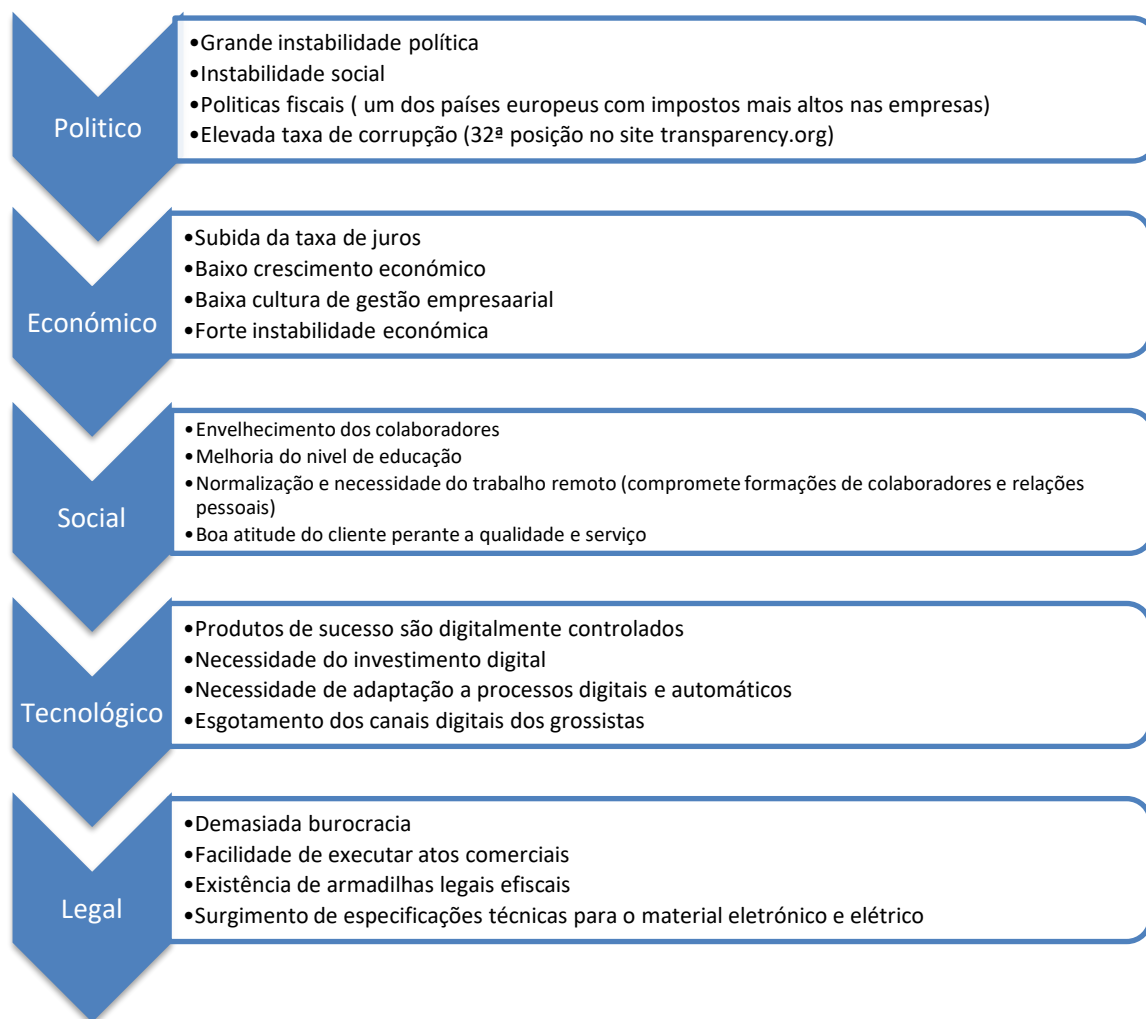 Politico
•Grande instabilidade política
•Instabilidade social
•Politicas fiscais ( um dos países europeus com impostos mais altos nas empresas)
•Elevada taxa de corrupção (32ª posição no site transparency.org)
Económico
•Subida da taxa de juros
•Baixo crescimento económico
•Baixa cultura de gestão empresaarial
•Forte instabilidade económica
Social
•Envelhecimento dos colaboradores
•Melhoria do nivel de educação
•Normalização e necessidade do trabalho remoto (compromete formações de colaboradores e relações
pessoais)
•Boa atitude do cliente perante a qualidade e serviço
Tecnológico
•Produtos de sucesso são digitalmente controlados
•Necessidade do investimento digital
•Necessidade de adaptação a processos digitais e automáticos
•Esgotamento dos canais digitais dos grossistas
Legal
•Demasiada burocracia
•Facilidade de executar atos comerciais
•Existência de armadilhas legais efiscais
•Surgimento de especificações técnicas para o material eletrónico e elétrico